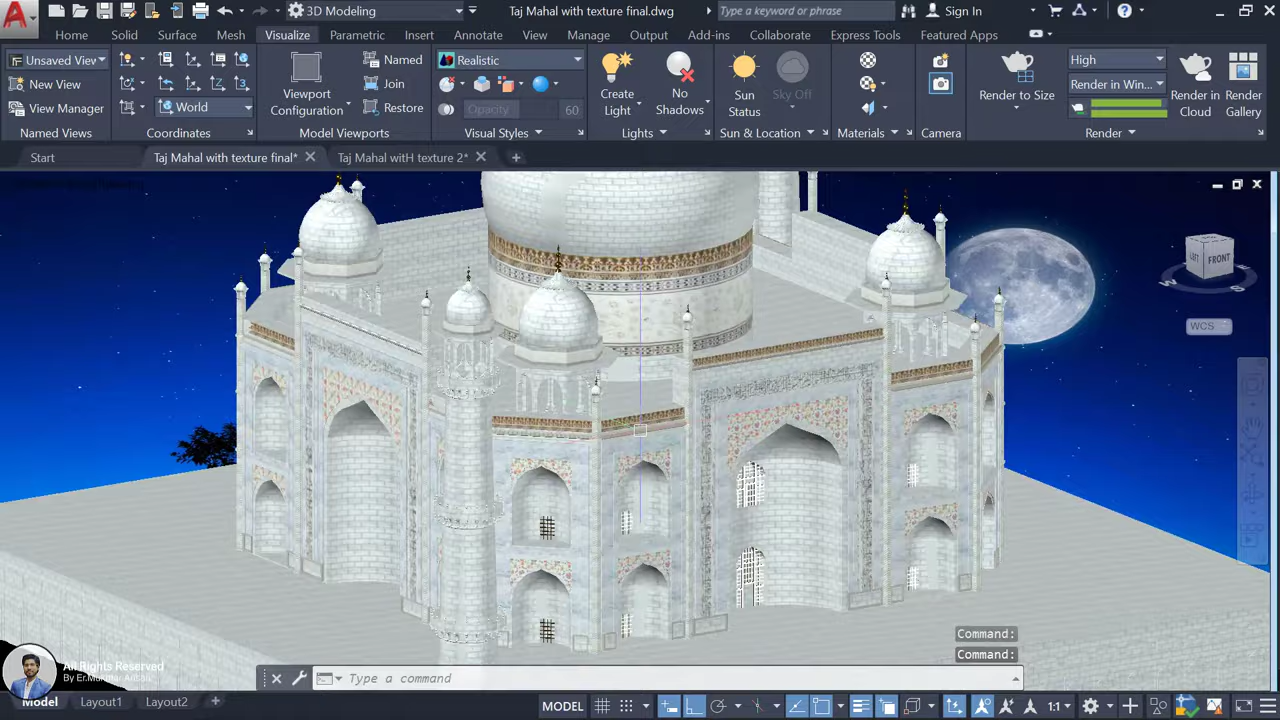 3D Modeling
Taj Mahal with texture final.dwg
Type a keyword or phrase
Sign In
Home Solid Surface Mesh Visualize Parametric Insert Annotate View Manage Output Add-ins Collaborate Express Tools Featured Apps
Unsaved View
New View
View Manager
Named Views
World
Coordinates
Viewport
Configuration
Named
Join
Restore
Model Viewports
Realistic
Opacity 60
Visual Styles
Create
Light
No
Shadows
Lights
Sun
Status
Sky Off
Sun & Location
Materials
Camera
Render to Size
High
Render in Win...
Render in
Cloud
Render
Gallery
Render
Start
Taj Mahal with texture final*
Taj Mahal witH texture 2*
LEFT FRONT
W S
WCS
Command:
Command:
Type a command
All Rights Reserved
Model Layout1 Layout2
MODEL
1:1